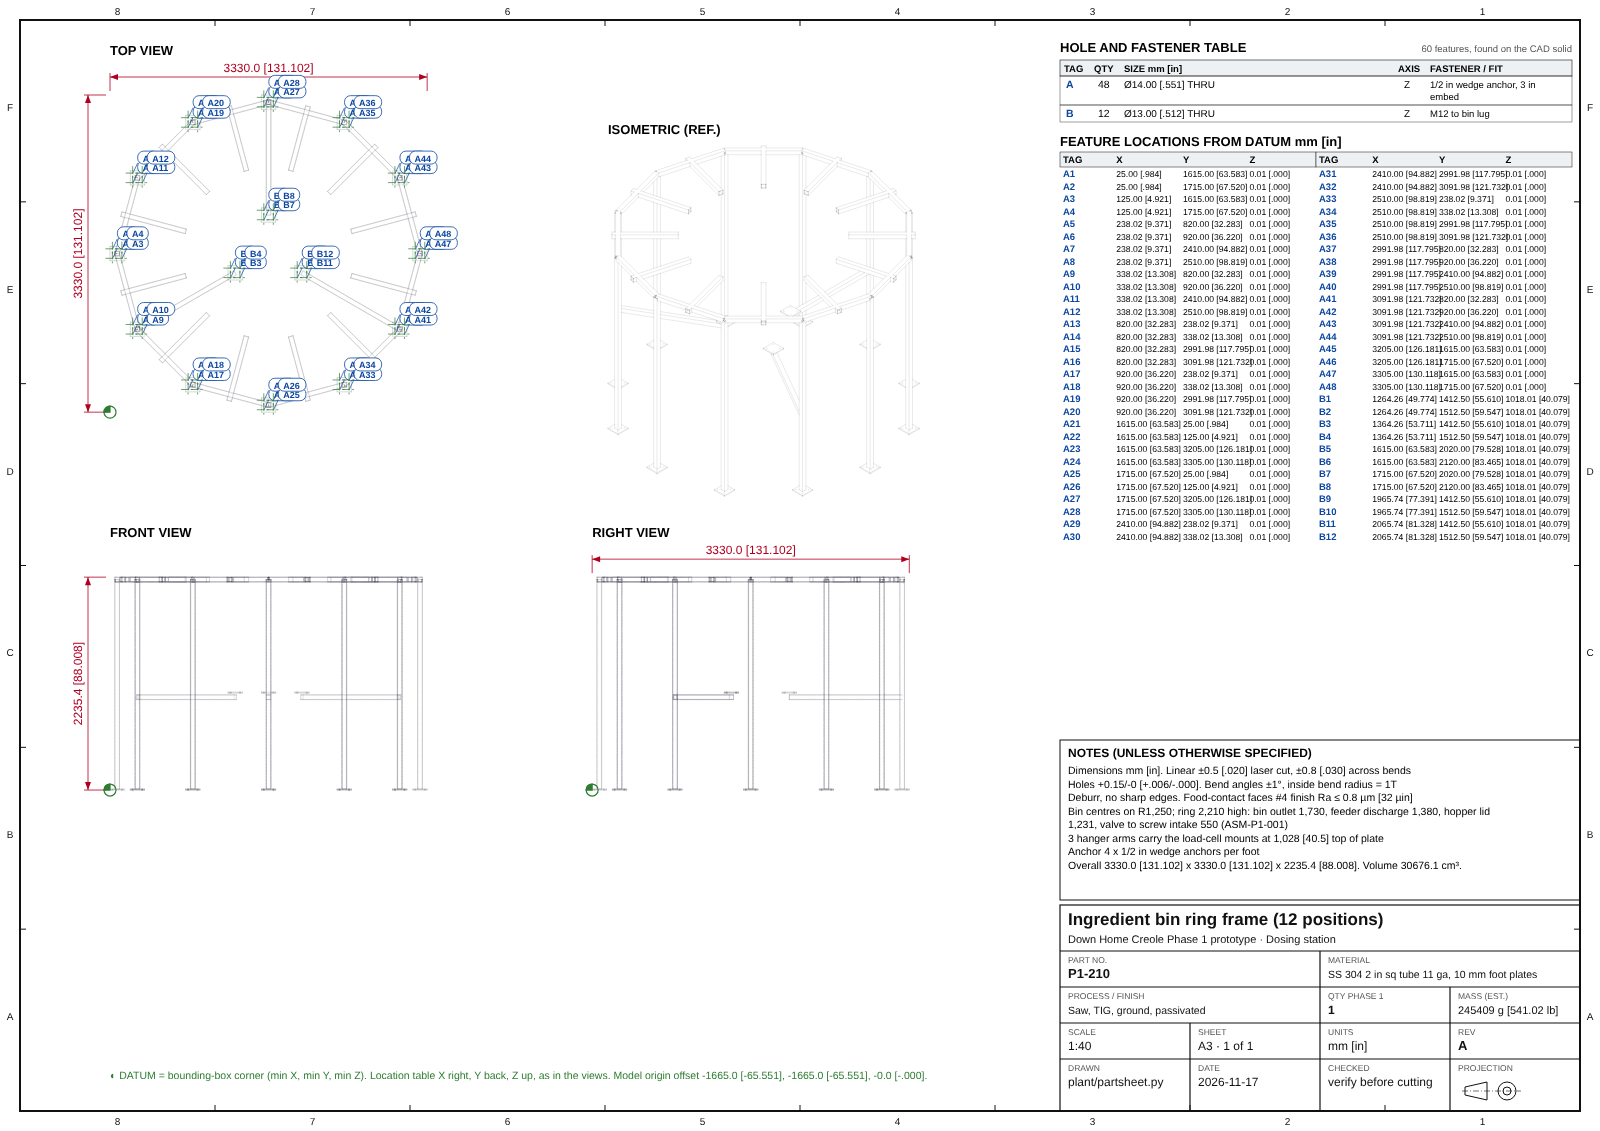 8 7 6 5 4 3 2 1
TOP VIEW
3330.0 [131.102]
3330.0 [131.102]
A28
A27
A20
A19
A36
A35
A12
A11
A44
A43
B8
B7
A4
A3
A48
A47
B4
B3
B12
B11
A10
A9
A42
A41
A18
A17
A34
A33
A26
A25
ISOMETRIC (REF.)
FRONT VIEW
2235.4 [88.008]
RIGHT VIEW
3330.0 [131.102]
HOLE AND FASTENER TABLE
60 features, found on the CAD solid
TAG QTY SIZE mm [in] AXIS FASTENER / FIT
A 48 Ø14.00 [.551] THRU Z 1/2 in wedge anchor, 3 in
embed
B 12 Ø13.00 [.512] THRU Z M12 to bin lug
FEATURE LOCATIONS FROM DATUM mm [in]
TAG X Y Z TAG X Y Z
A1 25.00 [.984] 1615.00 [63.583] 0.01 [.000] A31 2410.00 [94.882] 2991.98 [117.795] 0.01 [.000]
A2 25.00 [.984] 1715.00 [67.520] 0.01 [.000] A32 2410.00 [94.882] 3091.98 [121.732] 0.01 [.000]
A3 125.00 [4.921] 1615.00 [63.583] 0.01 [.000] A33 2510.00 [98.819] 238.02 [9.371] 0.01 [.000]
A4 125.00 [4.921] 1715.00 [67.520] 0.01 [.000] A34 2510.00 [98.819] 338.02 [13.308] 0.01 [.000]
A5 238.02 [9.371] 820.00 [32.283] 0.01 [.000] A35 2510.00 [98.819] 2991.98 [117.795] 0.01 [.000]
A6 238.02 [9.371] 920.00 [36.220] 0.01 [.000] A36 2510.00 [98.819] 3091.98 [121.732] 0.01 [.000]
A7 238.02 [9.371] 2410.00 [94.882] 0.01 [.000] A37 2991.98 [117.795] 820.00 [32.283] 0.01 [.000]
A8 238.02 [9.371] 2510.00 [98.819] 0.01 [.000] A38 2991.98 [117.795] 920.00 [36.220] 0.01 [.000]
A9 338.02 [13.308] 820.00 [32.283] 0.01 [.000] A39 2991.98 [117.795] 2410.00 [94.882] 0.01 [.000]
A10 338.02 [13.308] 920.00 [36.220] 0.01 [.000] A40 2991.98 [117.795] 2510.00 [98.819] 0.01 [.000]
A11 338.02 [13.308] 2410.00 [94.882] 0.01 [.000] A41 3091.98 [121.732] 820.00 [32.283] 0.01 [.000]
A12 338.02 [13.308] 2510.00 [98.819] 0.01 [.000] A42 3091.98 [121.732] 920.00 [36.220] 0.01 [.000]
A13 820.00 [32.283] 238.02 [9.371] 0.01 [.000] A43 3091.98 [121.732] 2410.00 [94.882] 0.01 [.000]
A14 820.00 [32.283] 338.02 [13.308] 0.01 [.000] A44 3091.98 [121.732] 2510.00 [98.819] 0.01 [.000]
A15 820.00 [32.283] 2991.98 [117.795] 0.01 [.000] A45 3205.00 [126.181] 1615.00 [63.583] 0.01 [.000]
A16 820.00 [32.283] 3091.98 [121.732] 0.01 [.000] A46 3205.00 [126.181] 1715.00 [67.520] 0.01 [.000]
A17 920.00 [36.220] 238.02 [9.371] 0.01 [.000] A47 3305.00 [130.118] 1615.00 [63.583] 0.01 [.000]
A18 920.00 [36.220] 338.02 [13.308] 0.01 [.000] A48 3305.00 [130.118] 1715.00 [67.520] 0.01 [.000]
A19 920.00 [36.220] 2991.98 [117.795] 0.01 [.000] B1 1264.26 [49.774] 1412.50 [55.610] 1018.01 [40.079]
A20 920.00 [36.220] 3091.98 [121.732] 0.01 [.000] B2 1264.26 [49.774] 1512.50 [59.547] 1018.01 [40.079]
A21 1615.00 [63.583] 25.00 [.984] 0.01 [.000] B3 1364.26 [53.711] 1412.50 [55.610] 1018.01 [40.079]
A22 1615.00 [63.583] 125.00 [4.921] 0.01 [.000] B4 1364.26 [53.711] 1512.50 [59.547] 1018.01 [40.079]
A23 1615.00 [63.583] 3205.00 [126.181] 0.01 [.000] B5 1615.00 [63.583] 2020.00 [79.528] 1018.01 [40.079]
A24 1615.00 [63.583] 3305.00 [130.118] 0.01 [.000] B6 1615.00 [63.583] 2120.00 [83.465] 1018.01 [40.079]
A25 1715.00 [67.520] 25.00 [.984] 0.01 [.000] B7 1715.00 [67.520] 2020.00 [79.528] 1018.01 [40.079]
A26 1715.00 [67.520] 125.00 [4.921] 0.01 [.000] B8 1715.00 [67.520] 2120.00 [83.465] 1018.01 [40.079]
A27 1715.00 [67.520] 3205.00 [126.181] 0.01 [.000] B9 1965.74 [77.391] 1412.50 [55.610] 1018.01 [40.079]
A28 1715.00 [67.520] 3305.00 [130.118] 0.01 [.000] B10 1965.74 [77.391] 1512.50 [59.547] 1018.01 [40.079]
A29 2410.00 [94.882] 238.02 [9.371] 0.01 [.000] B11 2065.74 [81.328] 1412.50 [55.610] 1018.01 [40.079]
A30 2410.00 [94.882] 338.02 [13.308] 0.01 [.000] B12 2065.74 [81.328] 1512.50 [59.547] 1018.01 [40.079]
NOTES (UNLESS OTHERWISE SPECIFIED)
Dimensions mm [in]. Linear ±0.5 [.020] laser cut, ±0.8 [.030] across bends
Holes +0.15/-0 [+.006/-.000]. Bend angles ±1°, inside bend radius = 1T
Deburr, no sharp edges. Food-contact faces #4 finish Ra ≤ 0.8 µm [32 µin]
Bin centres on R1,250; ring 2,210 high: bin outlet 1,730, feeder discharge 1,380, hopper lid
1,231, valve to screw intake 550 (ASM-P1-001)
3 hanger arms carry the load-cell mounts at 1,028 [40.5] top of plate
Anchor 4 x 1/2 in wedge anchors per foot
Overall 3330.0 [131.102] x 3330.0 [131.102] x 2235.4 [88.008]. Volume 30676.1 cm³.
Ingredient bin ring frame (12 positions)
Down Home Creole Phase 1 prototype · Dosing station
PART NO. MATERIAL
P1-210 SS 304 2 in sq tube 11 ga, 10 mm foot plates
PROCESS / FINISH QTY PHASE 1 MASS (EST.)
Saw, TIG, ground, passivated 1 245409 g [541.02 lb]
SCALE SHEET UNITS REV
1:40 A3 · 1 of 1 mm [in] A
DRAWN DATE CHECKED PROJECTION
plant/partsheet.py 2026-11-17 verify before cutting
DATUM = bounding-box corner (min X, min Y, min Z). Location table X right, Y back, Z up, as in the views. Model origin offset -1665.0 [-65.551], -1665.0 [-65.551], -0.0 [-.000].
F F
E E
D D
C C
B B
A A
8 7 6 5 4 3 2 1